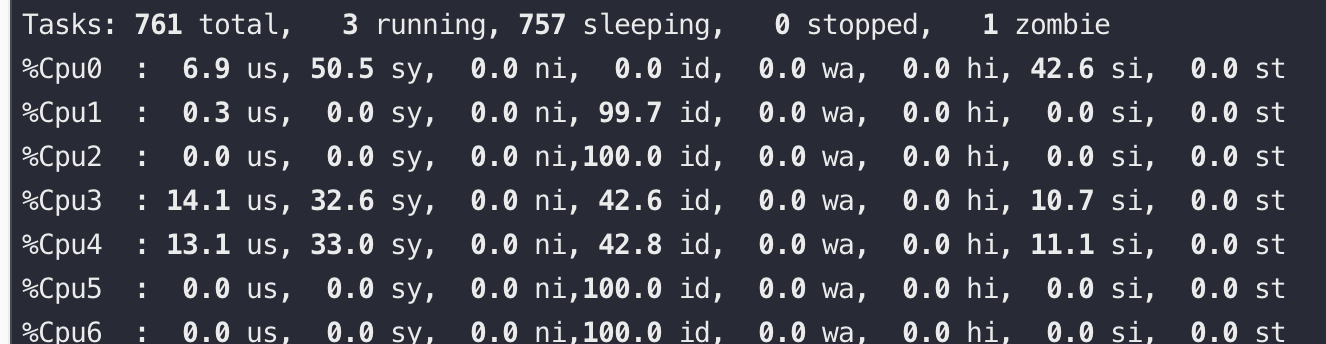 Tasks: 761 total,   3 running, 757 sleeping,   0 stopped,   1 zombie
%Cpu0  :  6.9 us, 50.5 sy,  0.0 ni,  0.0 id,  0.0 wa,  0.0 hi, 42.6 si,  0.0 st
%Cpu1  :  0.3 us,  0.0 sy,  0.0 ni, 99.7 id,  0.0 wa,  0.0 hi,  0.0 si,  0.0 st
%Cpu2  :  0.0 us,  0.0 sy,  0.0 ni,100.0 id,  0.0 wa,  0.0 hi,  0.0 si,  0.0 st
%Cpu3  : 14.1 us, 32.6 sy,  0.0 ni, 42.6 id,  0.0 wa,  0.0 hi, 10.7 si,  0.0 st
%Cpu4  : 13.1 us, 33.0 sy,  0.0 ni, 42.8 id,  0.0 wa,  0.0 hi, 11.1 si,  0.0 st
%Cpu5  :  0.0 us,  0.0 sy,  0.0 ni,100.0 id,  0.0 wa,  0.0 hi,  0.0 si,  0.0 st
%Cpu6  :  0.0 us,  0.0 sy,  0.0 ni,100.0 id,  0.0 wa,  0.0 hi,  0.0 si,  0.0 st